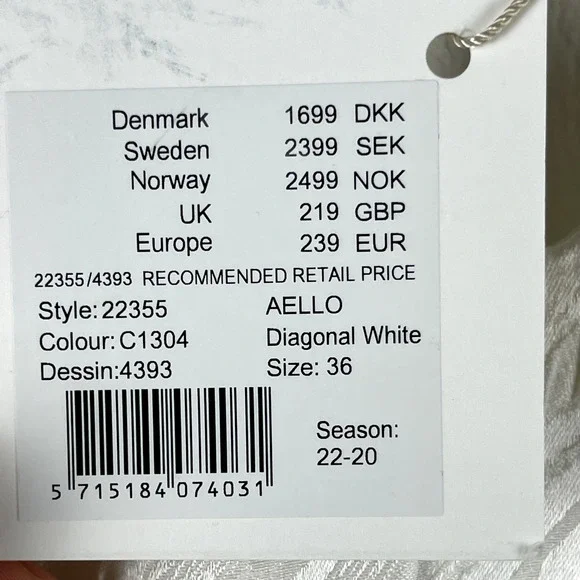 Denmark 1699 DKK
Sweden 2399 SEK
Norway 2499 NOK
UK 219 GBP
Europe 239 EUR
22355/4393 RECOMMENDED RETAIL PRICE
Style: 22355 AELLO
Colour: C1304 Diagonal White
Dessin: 4393 Size: 36
Season:
22-20
5 715184 074031